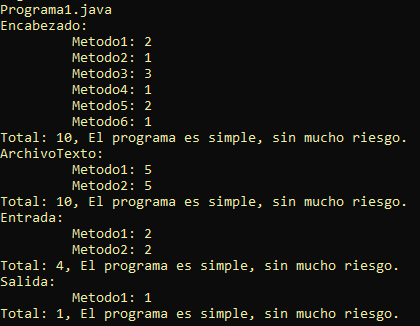 Programa1.java
Encabezado:
Metodo1: 2
Metodo2: 1
Metodo3: 3
Metodo4: 1
Metodo5: 2
Metodo6: 1
Total: 10, El programa es simple, sin mucho riesgo.
ArchivoTexto:
Metodo1: 5
Metodo2: 5
Total: 10, El programa es simple, sin mucho riesgo.
Entrada:
Metodo1: 2
Metodo2: 2
Total: 4, El programa es simple, sin mucho riesgo.
Salida:
Metodo1: 1
Total: 1, El programa es simple, sin mucho riesgo.